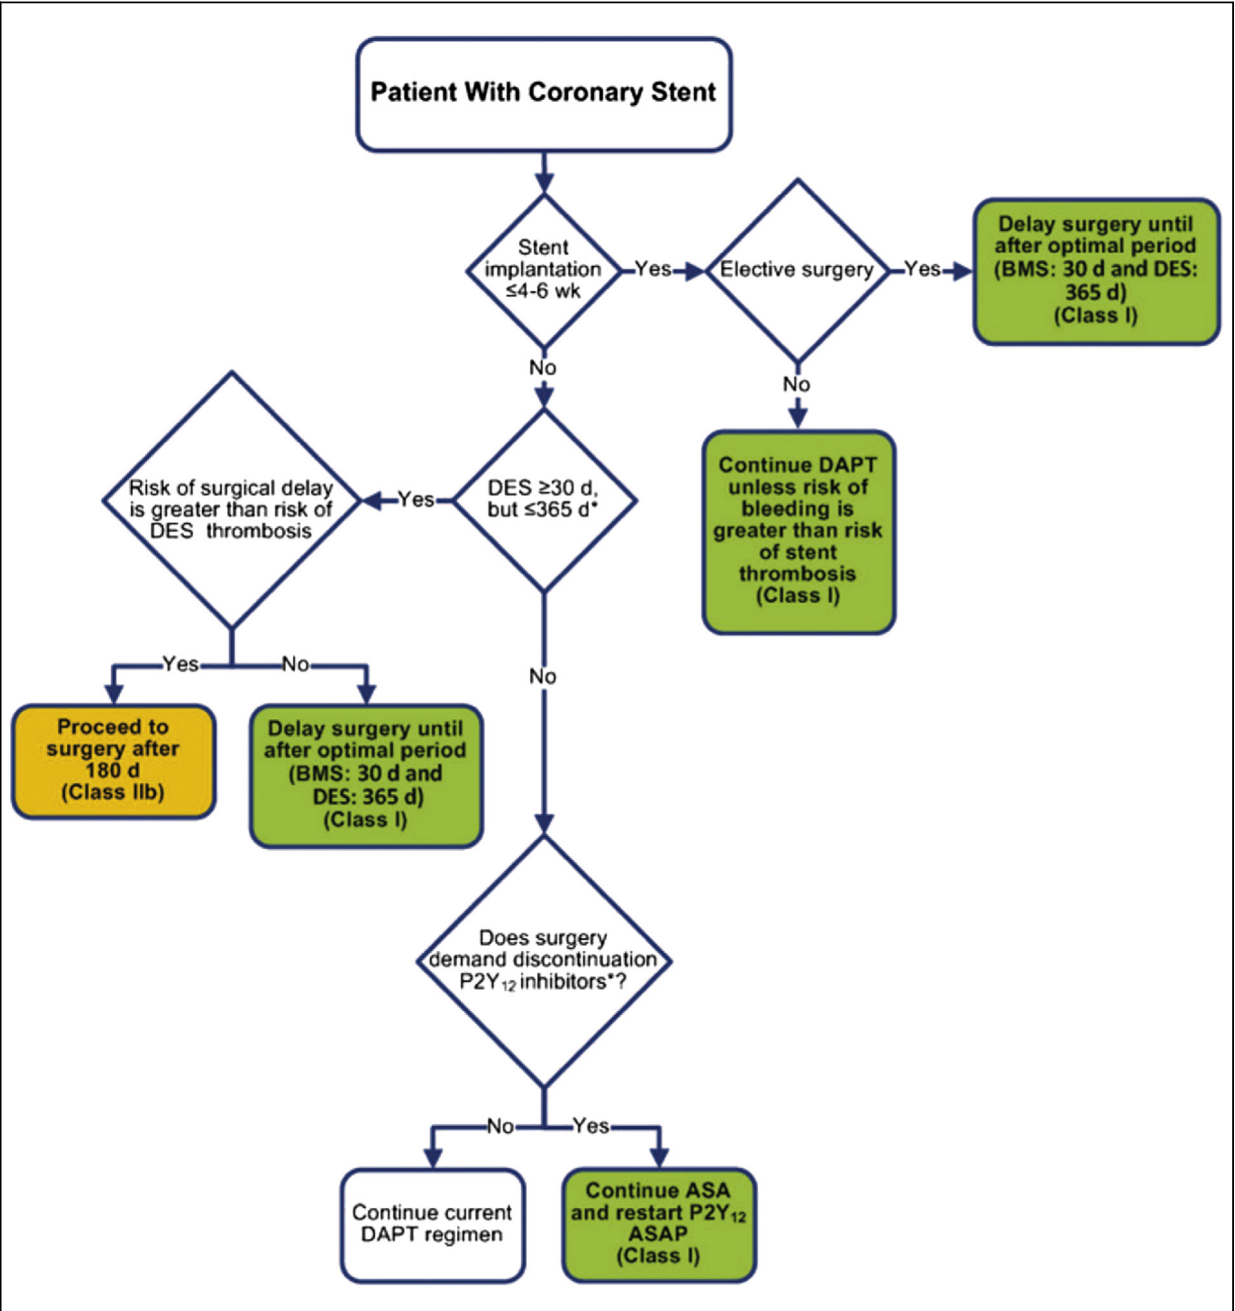 Patient With Coronary Stent
Stent
implantation
≤4-6 wk
Yes
Elective surgery
Yes
Delay surgery until
after optimal period
(BMS: 30 d and DES:
365 d)
(Class I)
No
No
Continue DAPT
unless risk of
bleeding is
greater than risk
of stent
thrombosis
(Class I)
Risk of surgical delay
is greater than risk of
DES thrombosis
Yes
DES ≥30 d,
but ≤365 d*
Yes
No
No
Proceed to
surgery after
180 d
(Class IIb)
Delay surgery until
after optimal period
(BMS: 30 d and
DES: 365 d)
(Class I)
Does surgery
demand discontinuation
P2Y₁₂ inhibitors*?
No
Yes
Continue current
DAPT regimen
Continue ASA
and restart P2Y₁₂
ASAP
(Class I)